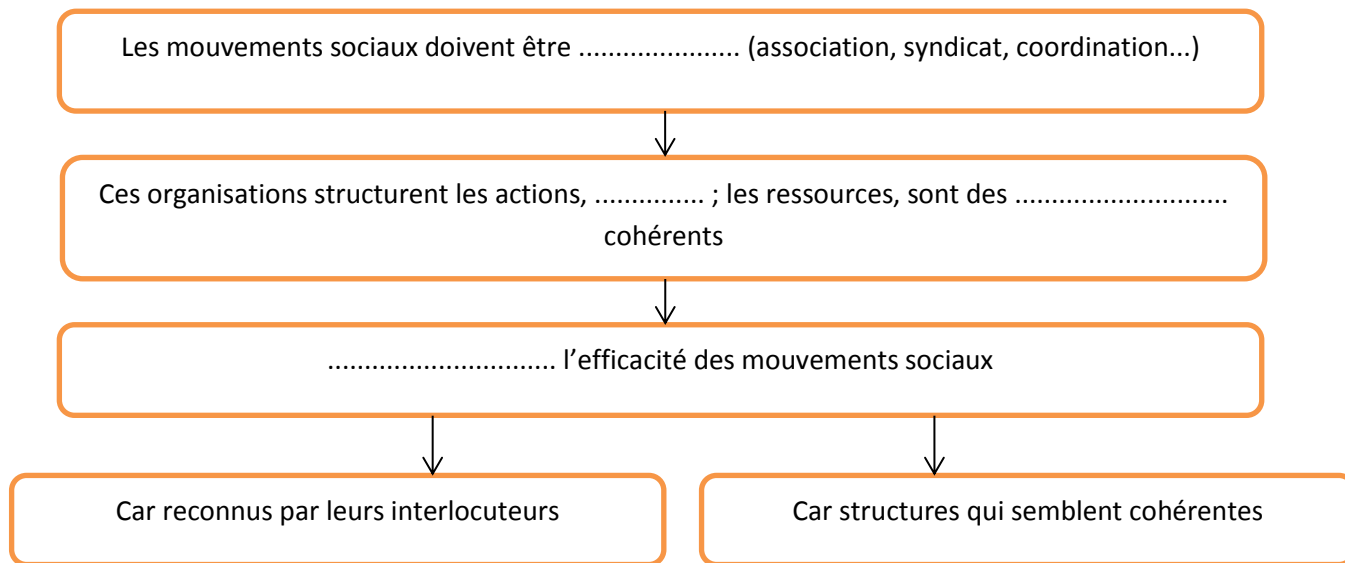 Les mouvements sociaux doivent être ...................... (association, syndicat, coordination...)
Ces organisations structurent les actions, ............... ; les ressources, sont des .............................
cohérents
............................... l’efficacité des mouvements sociaux
Car reconnus par leurs interlocuteurs
Car structures qui semblent cohérentes